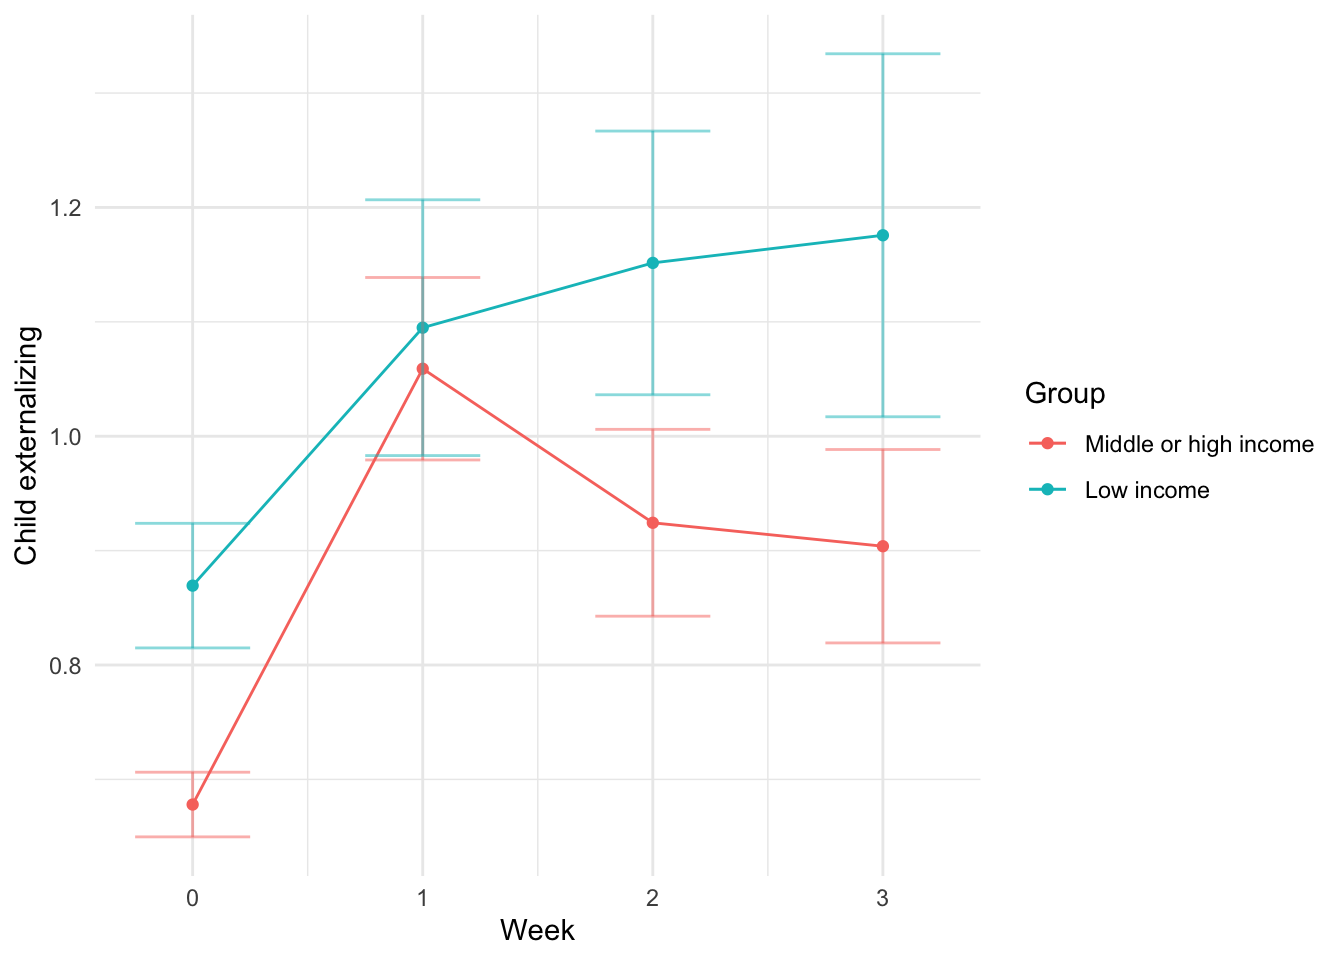 1.2
1.0
0.8
Child externalizing
0 1 2 3
Week
Group
Middle or high income
Low income